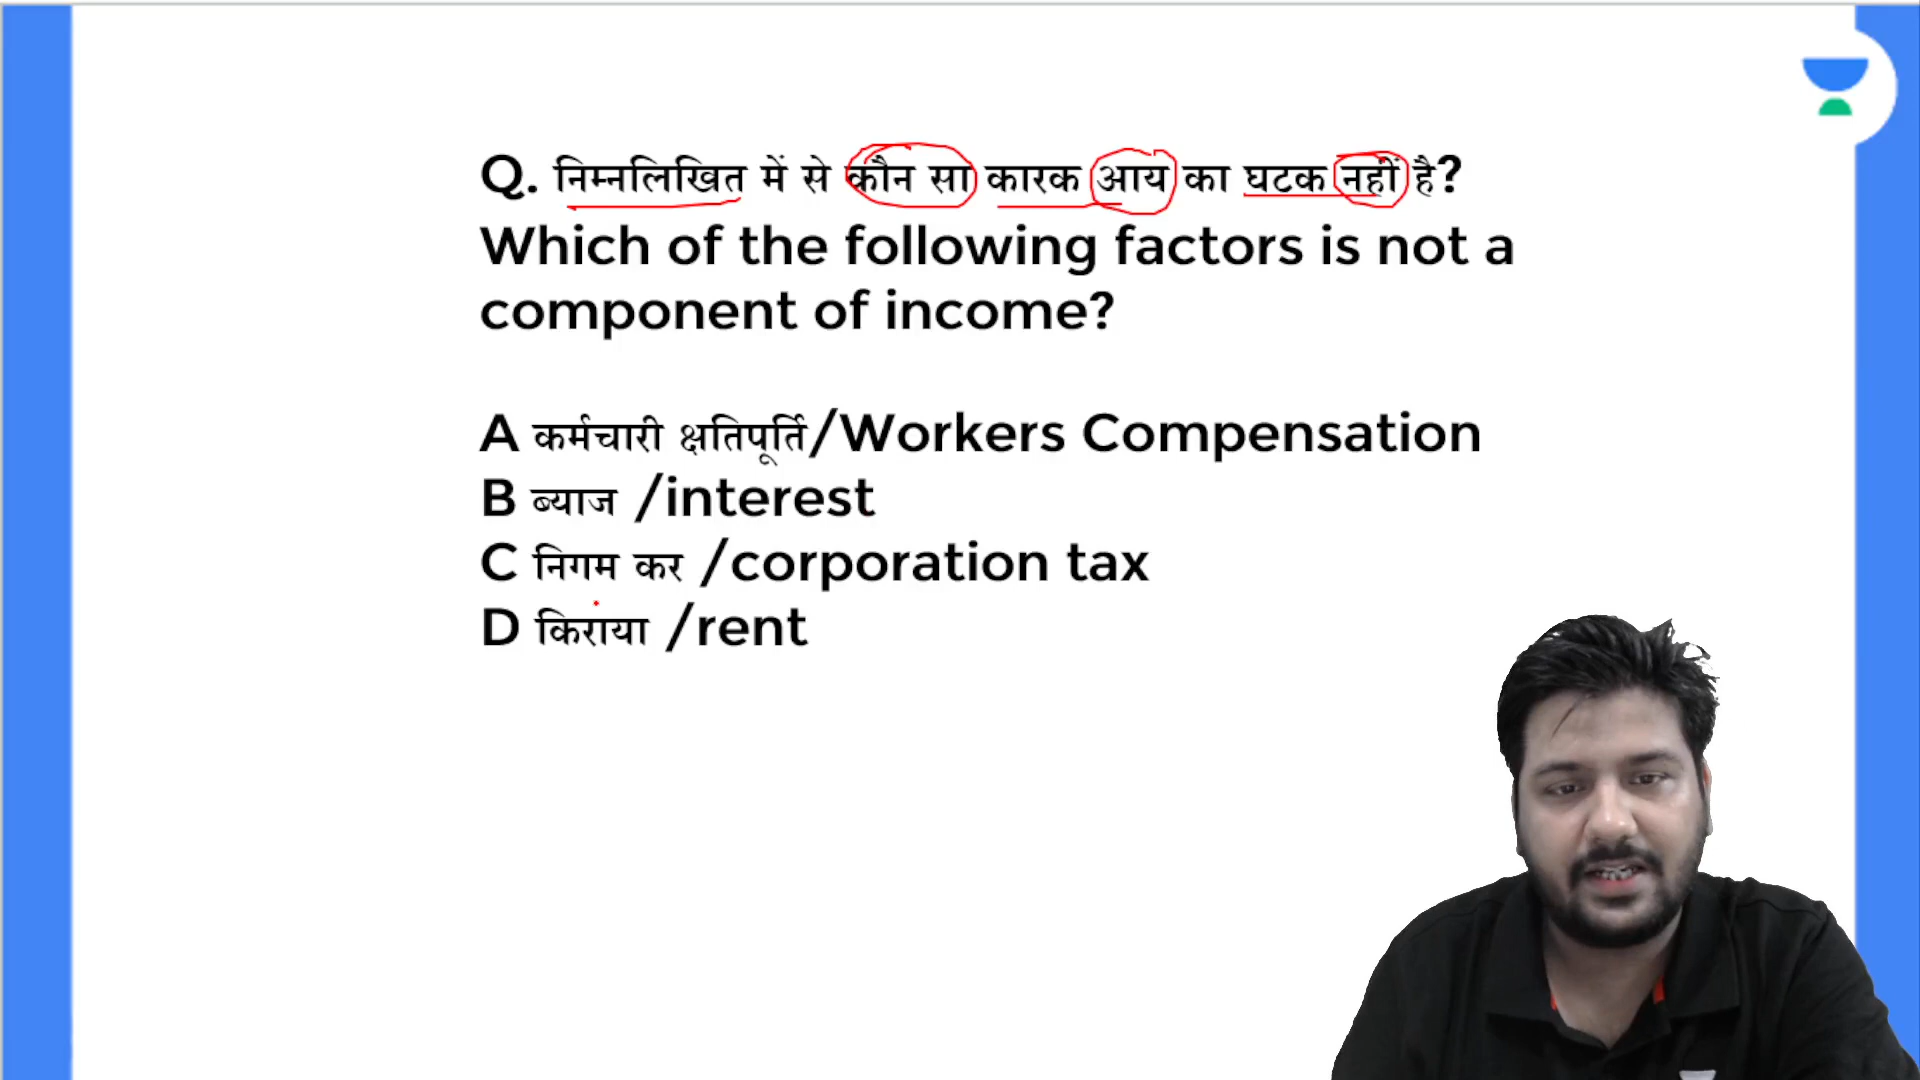 Q. निम्नलिखित में से कौन सा कारक आय का घटक नहीं है?
Which of the following factors is not a
component of income?
A कर्मचारी क्षतिपूर्ति/Workers Compensation
B ब्याज /interest
C निगम कर /corporation tax
D किराया /rent